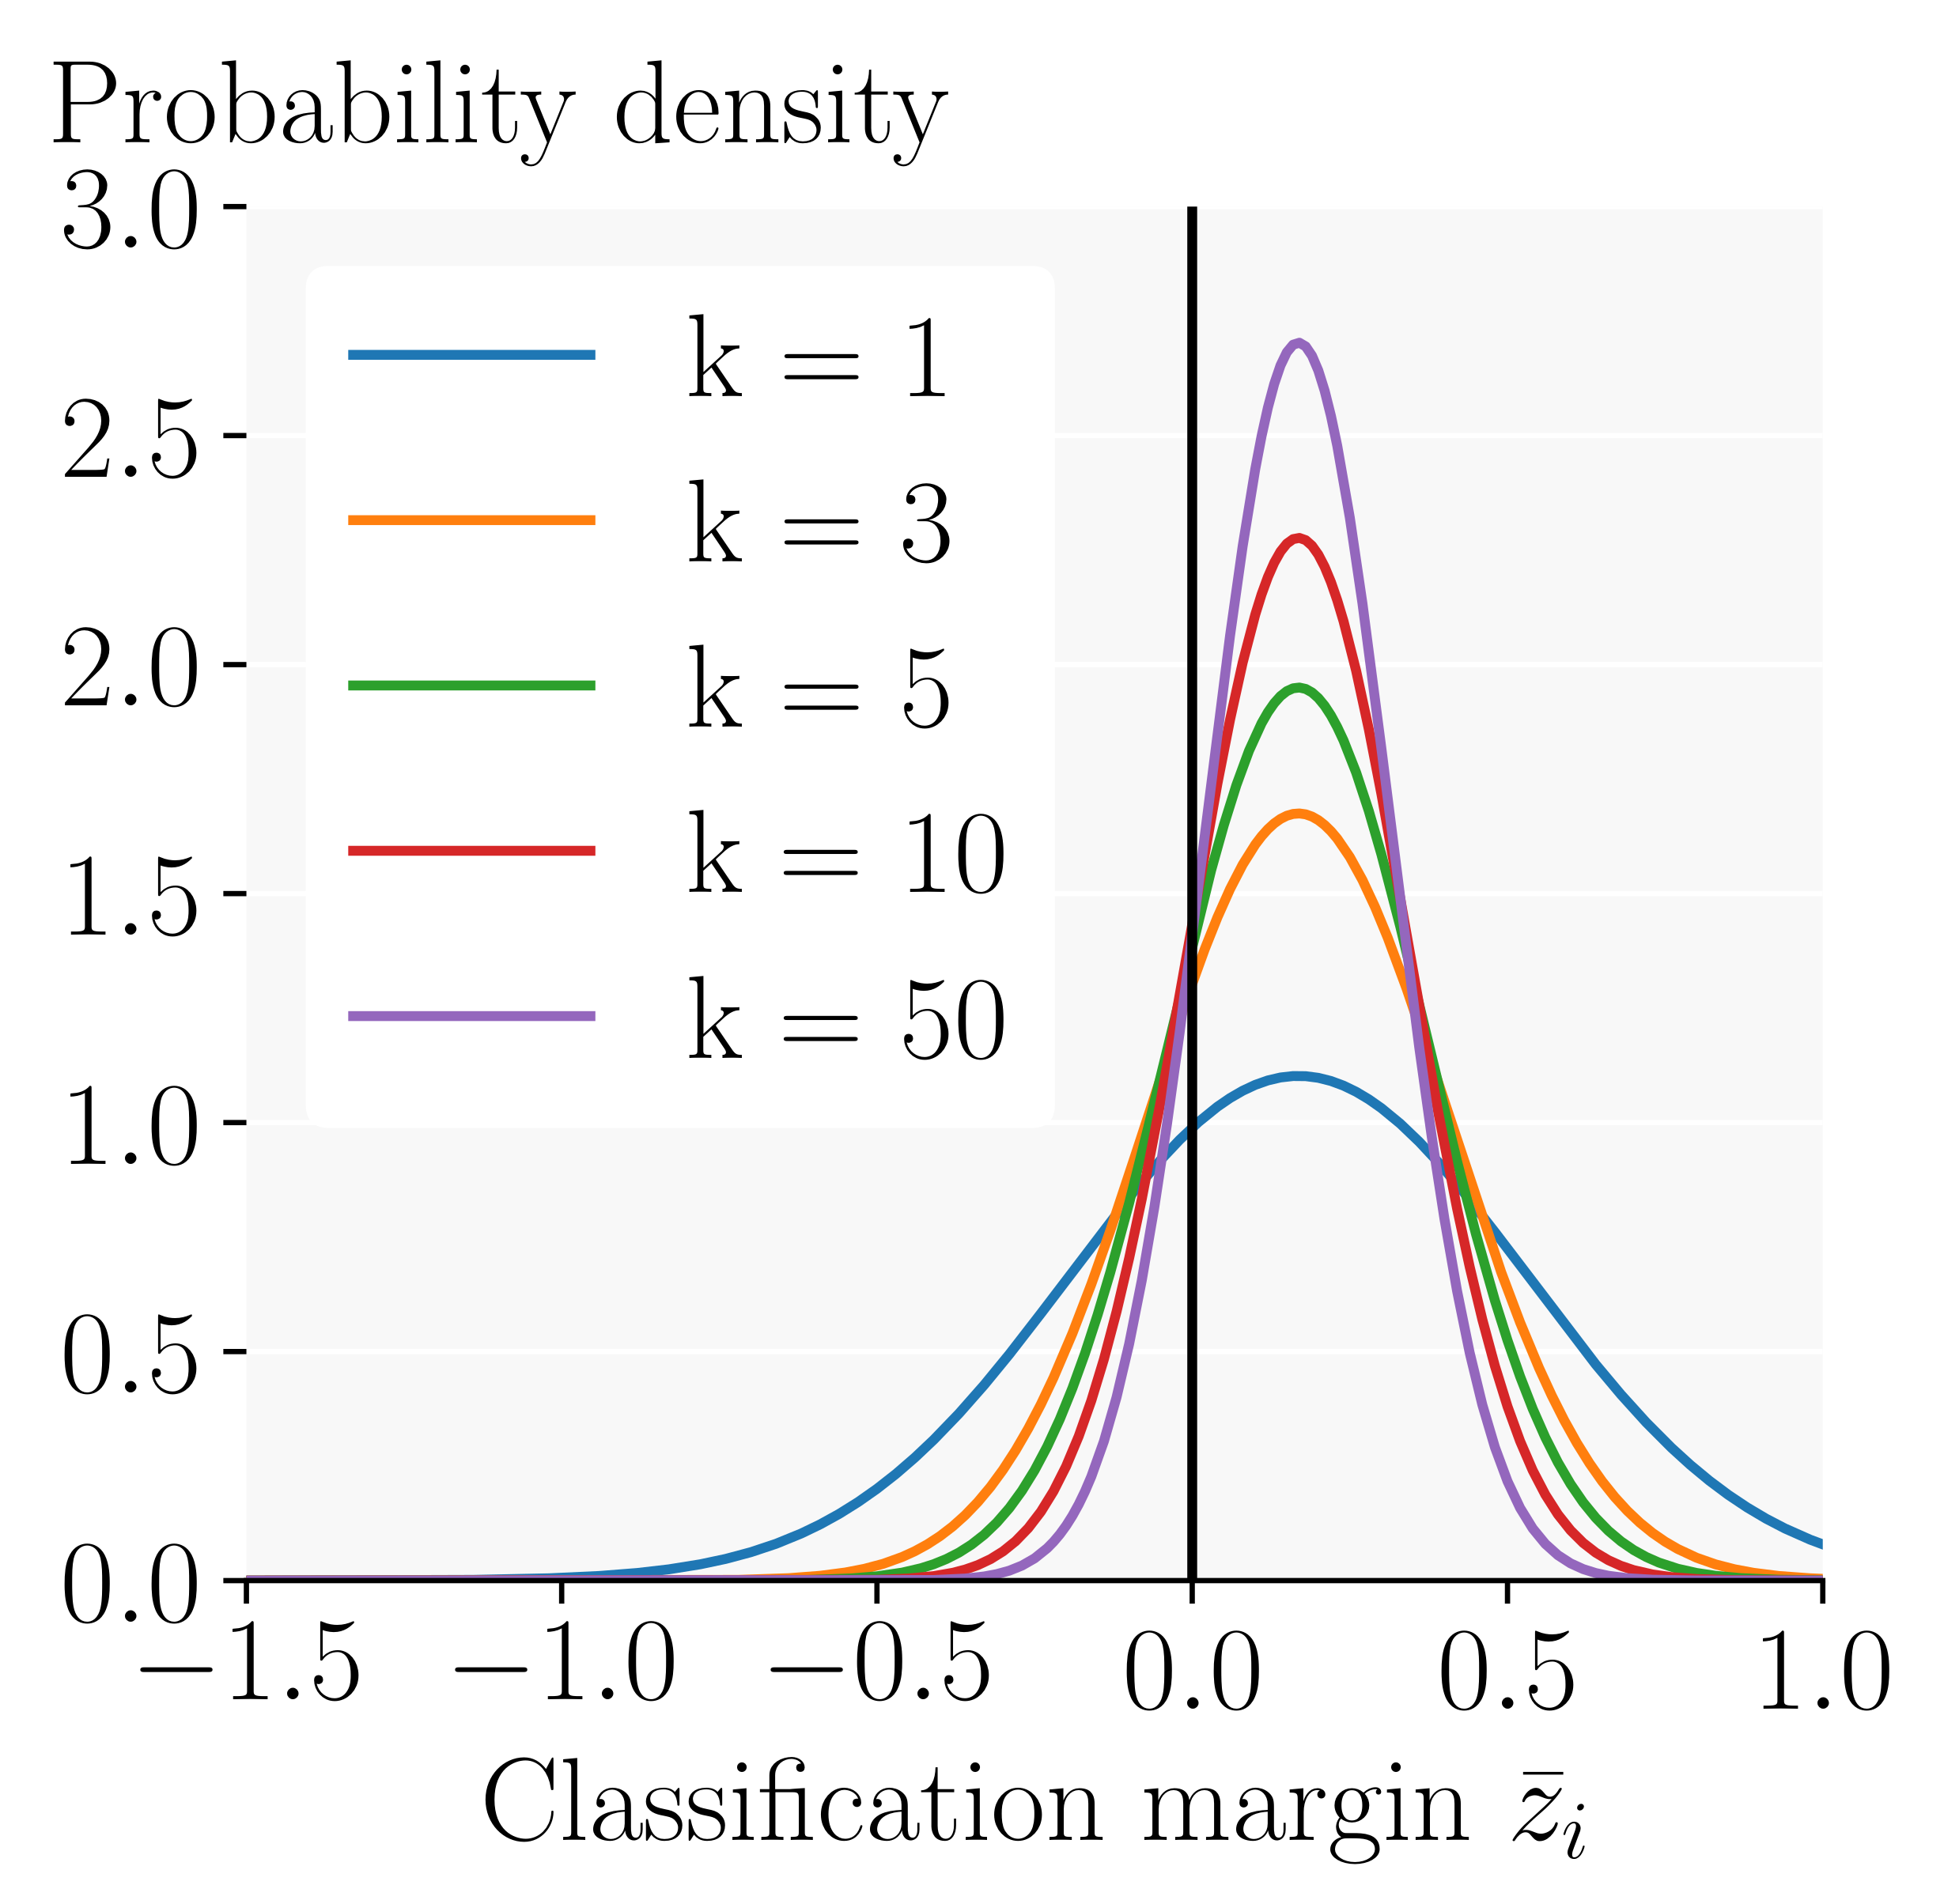 Probability density
3.0
2.5
2.0
1.5
1.0
0.5
0.0
k = 1
k = 3
k = 5
k = 10
k = 50
−1.5 −1.0 −0.5 0.0 0.5 1.0
Classification margin z̅ᵢ